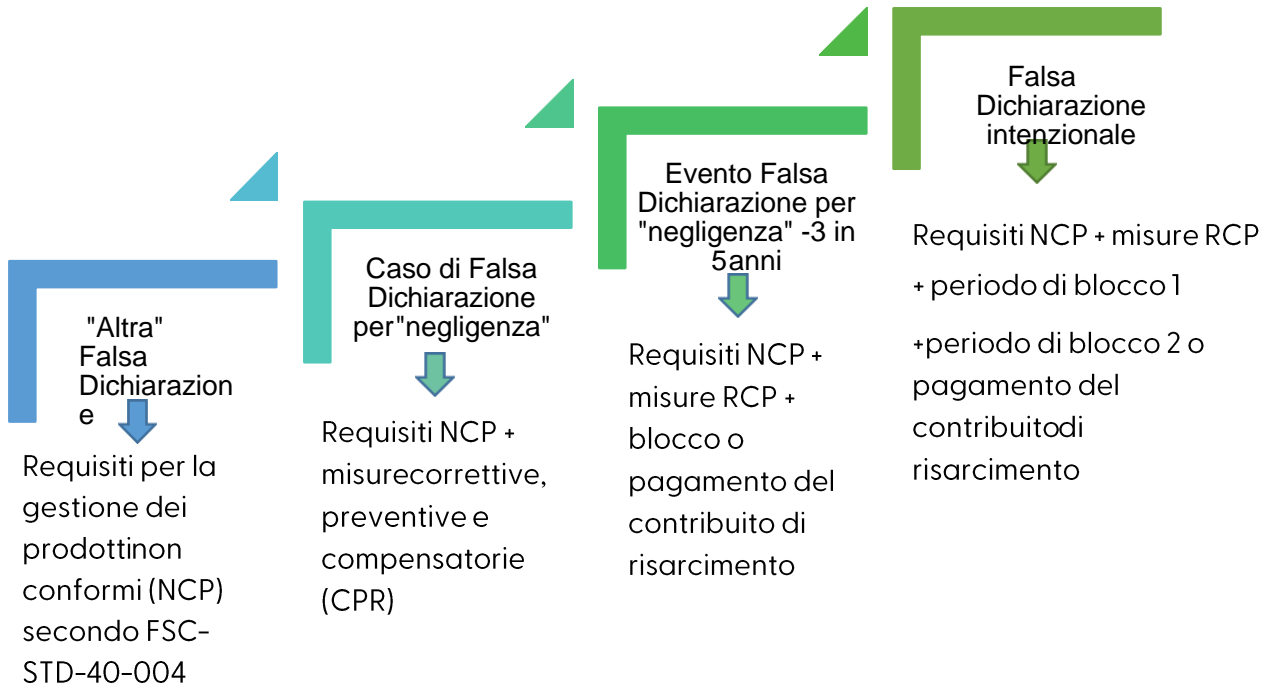 "Altra"
Falsa
Dichiarazion
e
Requisiti per la
gestione dei
prodottinon
conformi (NCP)
secondo FSC-
STD-40-004
Caso di Falsa
Dichiarazione
per"negligenza"
Requisiti NCP +
misurecorrettive,
preventive e
compensatorie
(CPR)
Evento Falsa
Dichiarazione per
"negligenza" -3 in
5anni
Requisiti NCP +
misure RCP +
blocco o
pagamento del
contribuito di
risarcimento
Falsa
Dichiarazione
intenzionale
Requisiti NCP + misure RCP
+ periodo di blocco 1
+periodo di blocco 2 o
pagamento del
contribuitodi
risarcimento